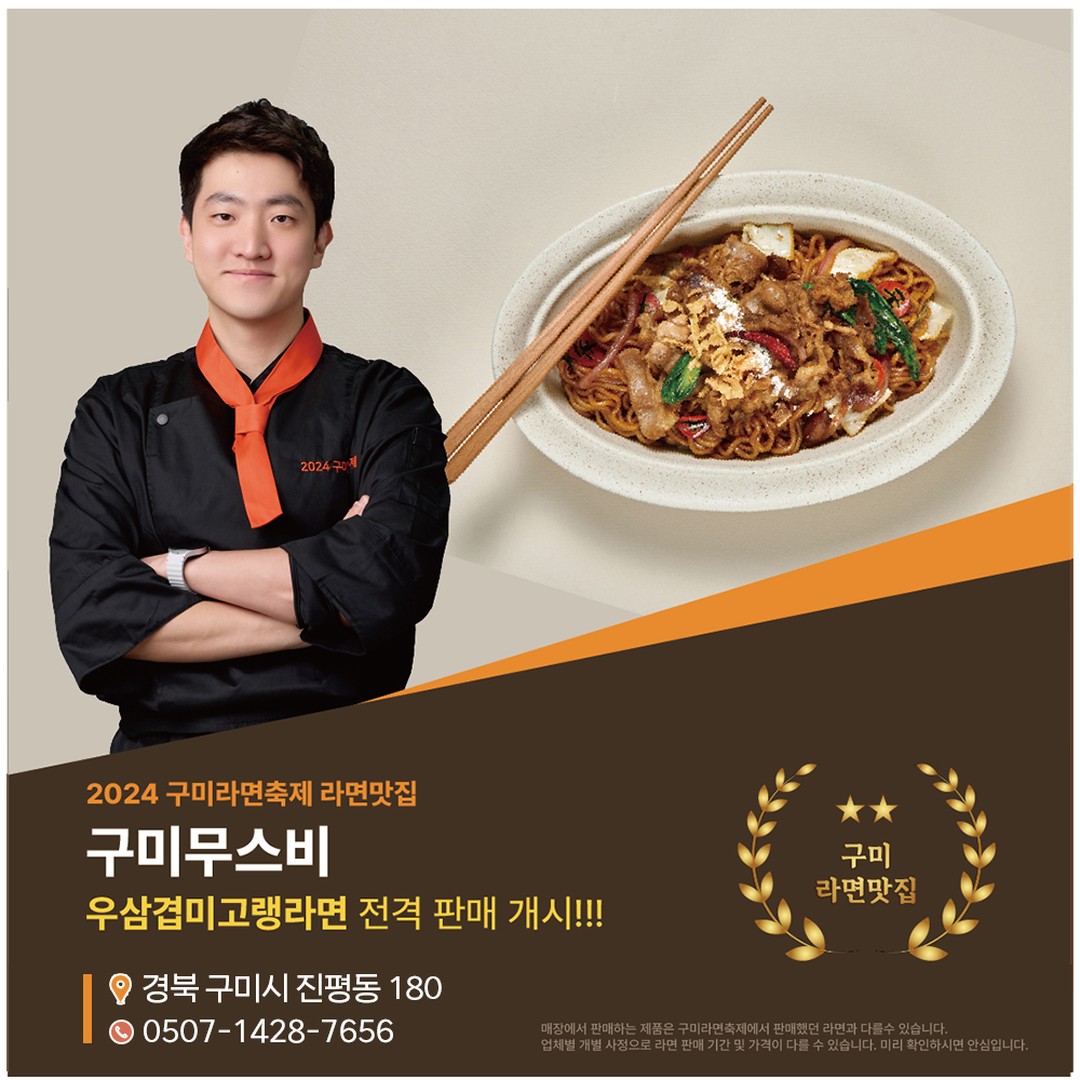 2024 구미
제
2024 구미라면축제 라면맛집
구미무스비
우삼겹미고랭라면 전격 판매 개시!!!
경북 구미시 진평동 180
0507-1428-7656
구미
라면맛집
매장에서 판매하는 제품은 구미라면축제에서 판매했던 라면과 다를수 있습니다.
업체별 개별 사정으로 라면 판매 기간 및 가격이 다를 수 있습니다. 미리 확인하시면 안심입니다.